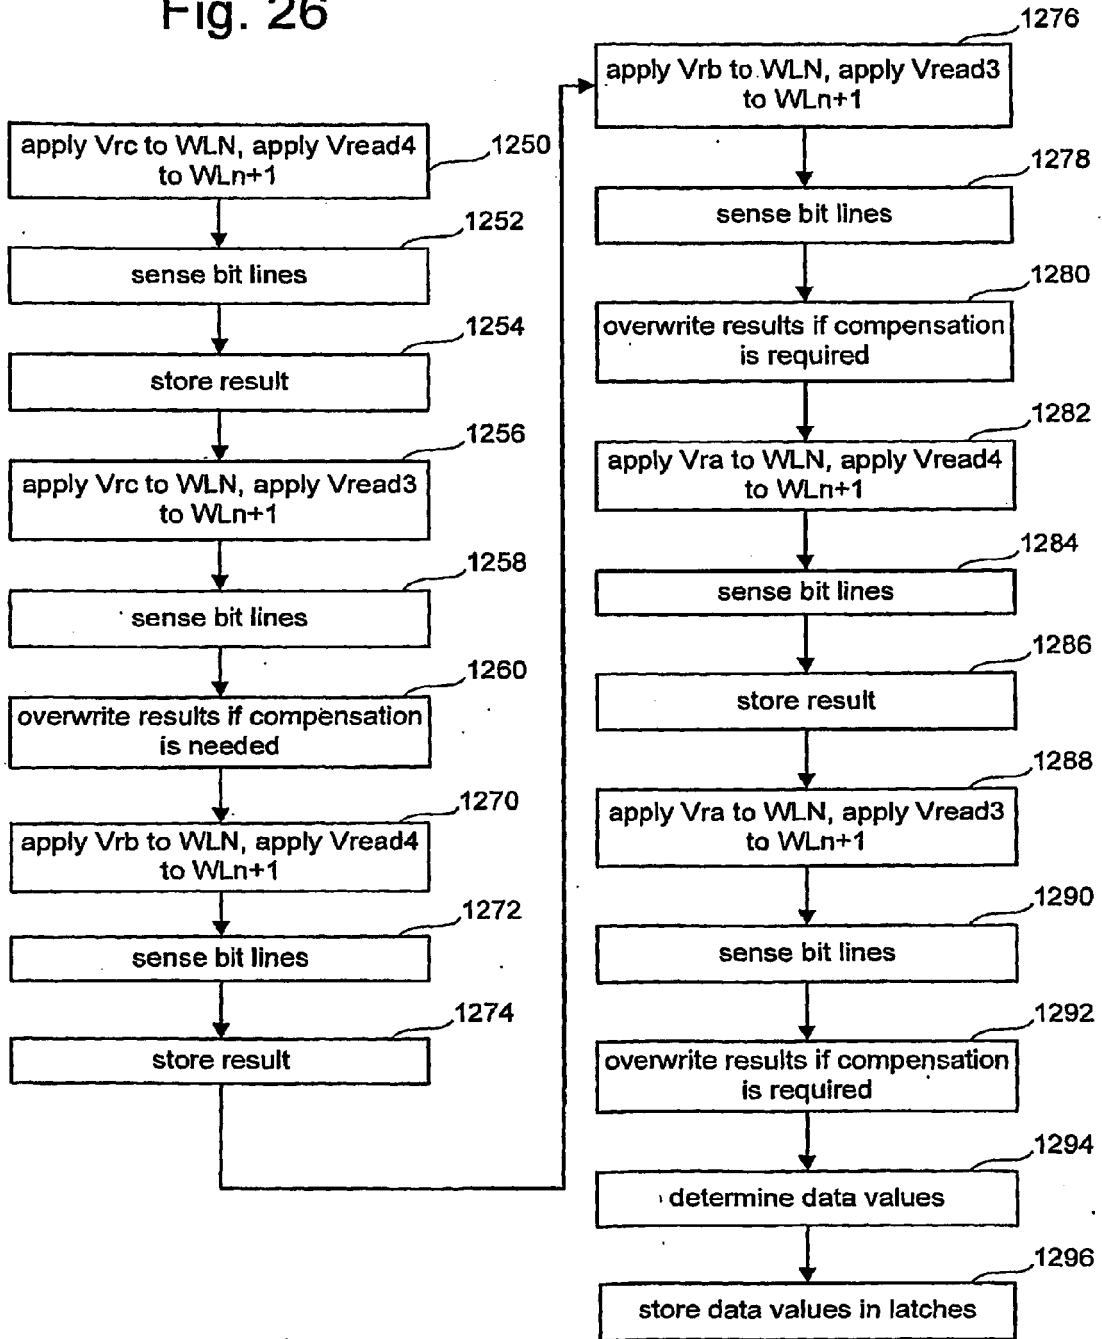 Fig. 26
apply Vrc to WLN, apply Vread4
to WLn+1
1250
sense bit lines
1252
store result
1254
apply Vrc to WLN, apply Vread3
to WLn+1
1256
sense bit lines
1258
overwrite results if compensation
is needed
1260
apply Vrb to WLN, apply Vread4
to WLn+1
1270
sense bit lines
1272
store result
1274
apply Vrb to WLN, apply Vread3
to WLn+1
1276
sense bit lines
1278
overwrite results if compensation
is required
1280
apply Vra to WLN, apply Vread4
to WLn+1
1282
sense bit lines
1284
store result
1286
apply Vra to WLN, apply Vread3
to WLn+1
1288
sense bit lines
1290
overwrite results if compensation
is required
1292
determine data values
1294
store data values in latches
1296